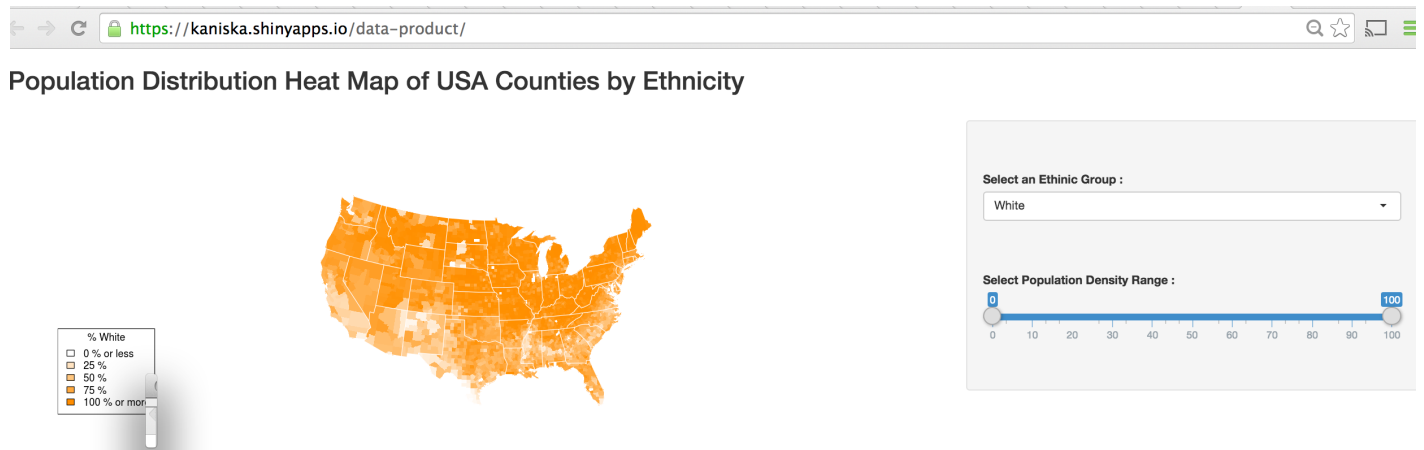 https://kaniska.shinyapps.io/data-product/
Population Distribution Heat Map of USA Counties by Ethnicity
Select an Ethinic Group :
White
Select Population Density Range :
0 100
0 10 20 30 40 50 60 70 80 90 100
% White
0 % or less
25 %
50 %
75 %
100 % or more